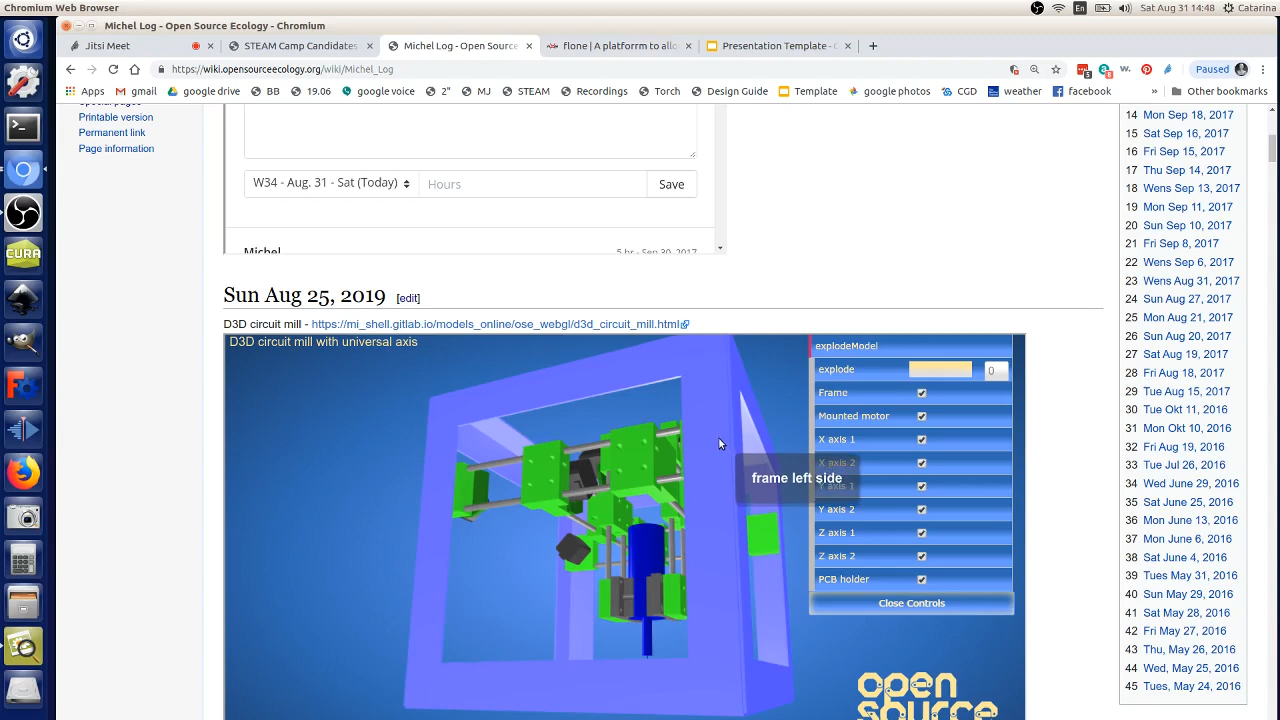 Chromium Web Browser
En
Sat Aug 31 14:48
Catarina
Michel Log - Open Source Ecology - Chromium
Jitsi Meet
STEAM Camp Candidates
Michel Log-Open Source
flone | A platforrm to allo
Presentation Template - G
https://wiki.opensourceecology.org/wiki/Michel_Log
5
8
w.
Paused
Apps
gmail
google drive
BB
19.06
google voice
2"
MJ
STEAM
Recordings
Torch
Design Guide
Template
google photos
CGD
weather
facebook
»
Other bookmarks
Special pages
Printable version
Permanent link
Page information
W34 - Aug. 31 - Sat (Today)
Hours
Save
Michel
5 hr - Sep 30, 2017
Sun Aug 25, 2019 [edit]
D3D circuit mill - https://mi_shell.gitlab.io/models_online/ose_webgl/d3d_circuit_mill.html
D3D circuit mill with universal axis
explodeModel
explode
0
Frame
Mounted motor
X axis 1
X axis 2
Y axis 1
Y axis 2
Z axis 1
Z axis 2
PCB holder
Close Controls
frame left side
open
source
CURA
14 Mon Sep 18, 2017
15 Sat Sep 16, 2017
16 Fri Sep 15, 2017
17 Thu Sep 14, 2017
18 Wens Sep 13, 2017
19 Mon Sep 11, 2017
20 Sun Sep 10, 2017
21 Fri Sep 8, 2017
22 Wens Sep 6, 2017
23 Wens Aug 31, 2017
24 Sun Aug 27, 2017
25 Mon Aug 21, 2017
26 Sun Aug 20, 2017
27 Sat Aug 19, 2017
28 Fri Aug 18, 2017
29 Tue Aug 15, 2017
30 Tue Okt 11, 2016
31 Mon Okt 10, 2016
32 Fri Aug 19, 2016
33 Tue Jul 26, 2016
34 Wed June 29, 2016
35 Sat June 25, 2016
36 Mon June 13, 2016
37 Mon June 6, 2016
38 Sat June 4, 2016
39 Tues May 31, 2016
40 Sun May 29, 2016
41 Sat May 28, 2016
42 Fri May 27, 2016
43 Thu, May 26, 2016
44 Wed, May 25, 2016
45 Tues, May 24, 2016